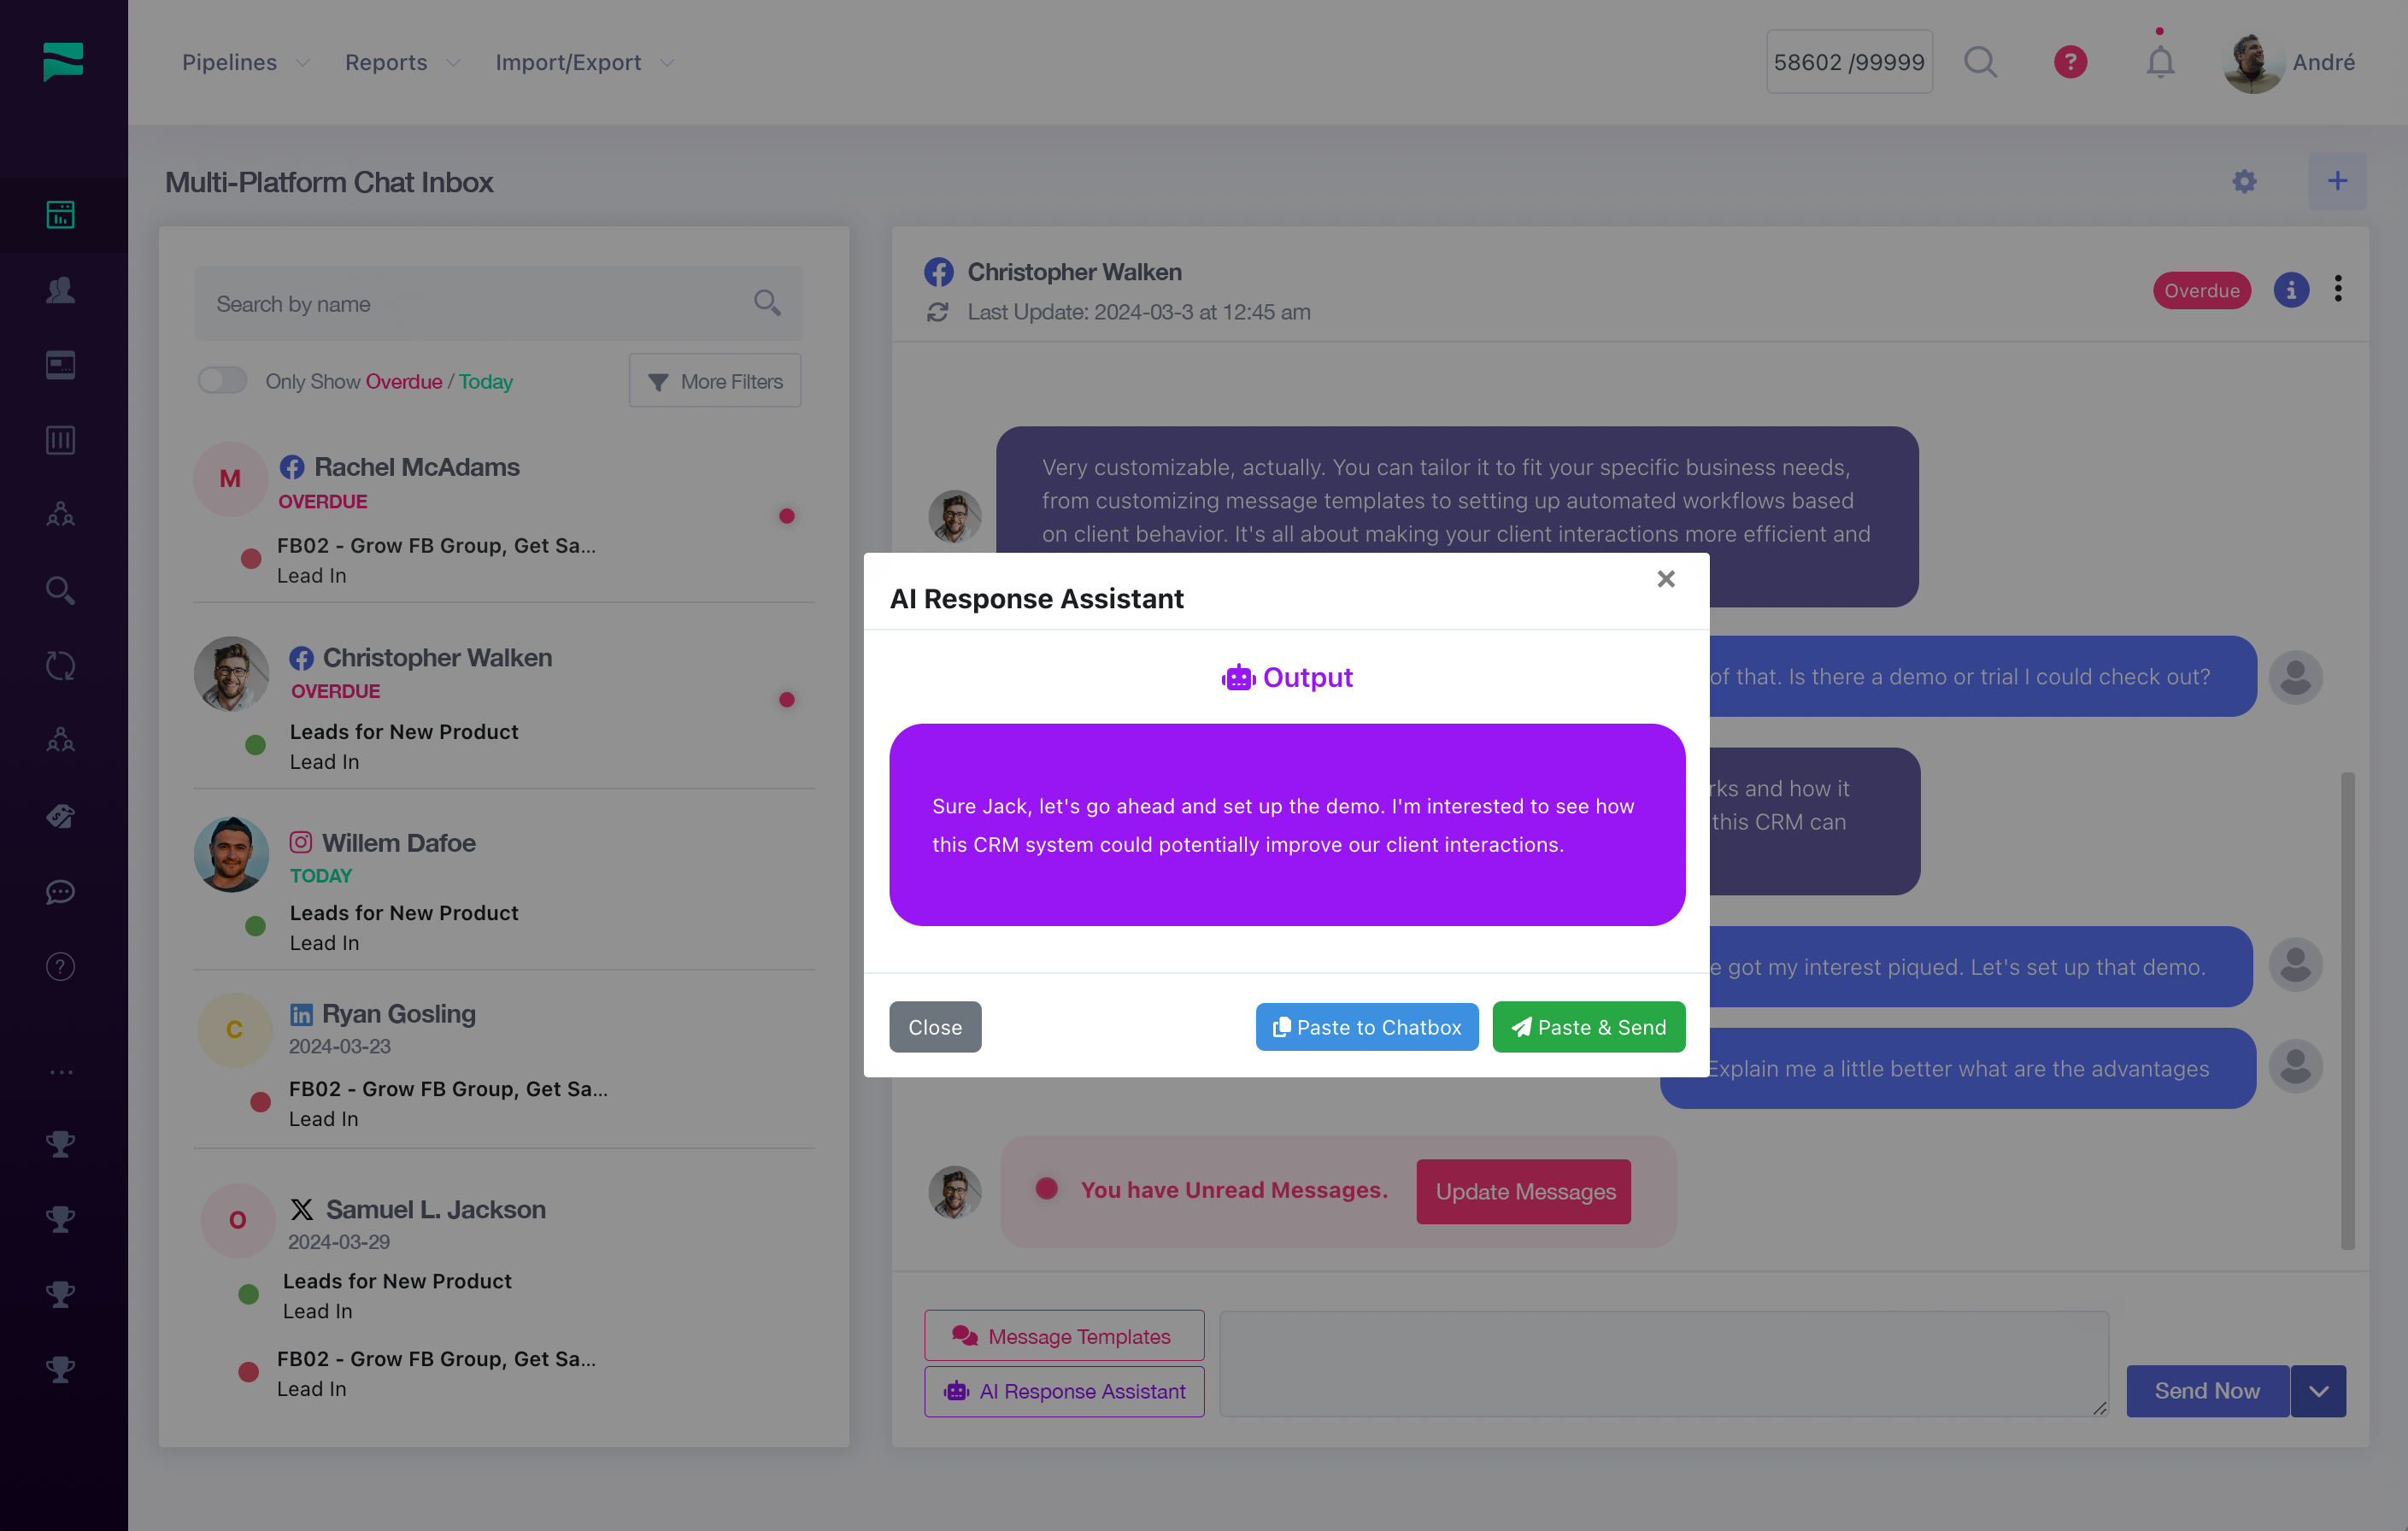 Pipelines
Reports
Import/Export
58602 /99999
?
André
Multi-Platform Chat Inbox
+
Search by name
Only Show Overdue / Today
More Filters
M
Rachel McAdams
OVERDUE
FB02 - Grow FB Group, Get Sa...
Lead In
Christopher Walken
OVERDUE
Leads for New Product
Lead In
Willem Dafoe
TODAY
Leads for New Product
Lead In
C
Ryan Gosling
2024-03-23
FB02 - Grow FB Group, Get Sa...
Lead In
O
Samuel L. Jackson
2024-03-29
Leads for New Product
Lead In
FB02 - Grow FB Group, Get Sa...
Lead In
Christopher Walken
Last Update: 2024-03-3 at 12:45 am
Overdue
Very customizable, actually. You can tailor it to fit your specific business needs,
from customizing message templates to setting up automated workflows based
on client behavior. It's all about making your client interactions more efficient and
of that. Is there a demo or trial I could check out?
and how it
this CRM can
got my interest piqued. Let's set up that demo.
Explain me a little better what are the advantages
AI Response Assistant
×
Output
Sure Jack, let's go ahead and set up the demo. I'm interested to see how
this CRM system could potentially improve our client interactions.
Close
Paste to Chatbox
Paste & Send
You have Unread Messages.
Update Messages
Message Templates
AI Response Assistant
Send Now